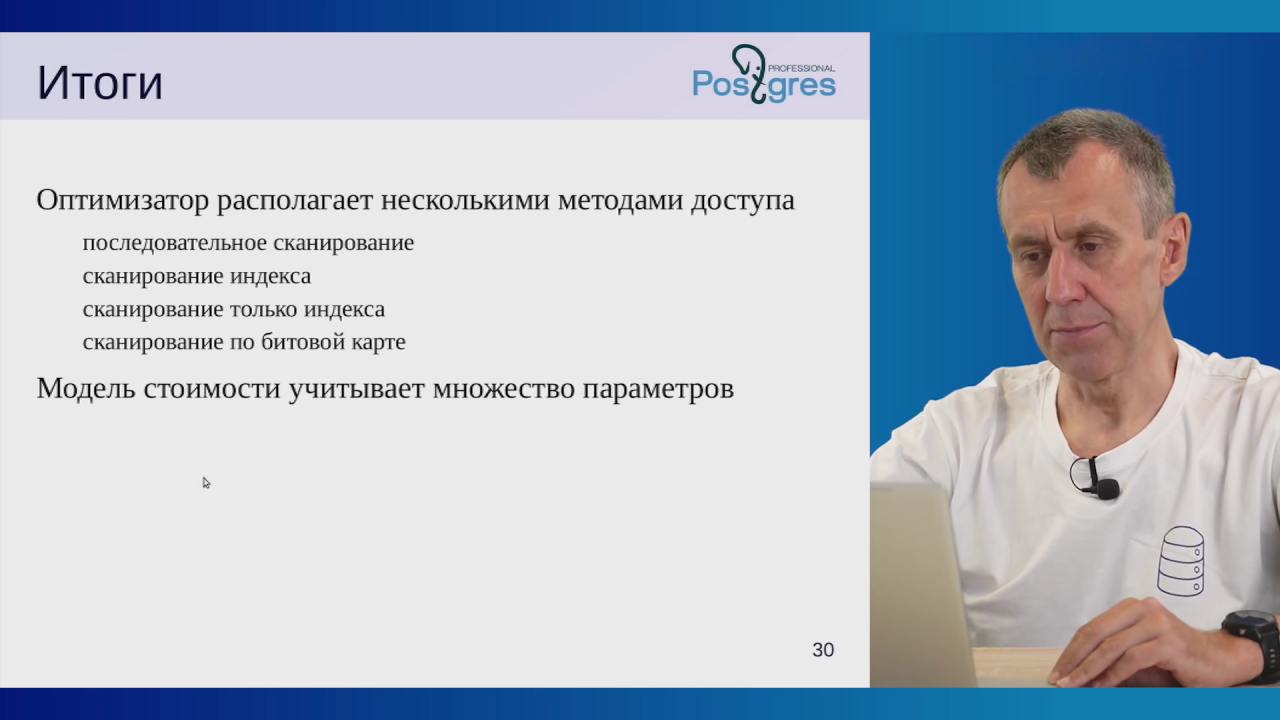 Итоги
PROFESSIONAL
Postgres
Оптимизатор располагает несколькими методами доступа
последовательное сканирование
сканирование индекса
сканирование только индекса
сканирование по битовой карте
Модель стоимости учитывает множество параметров
30